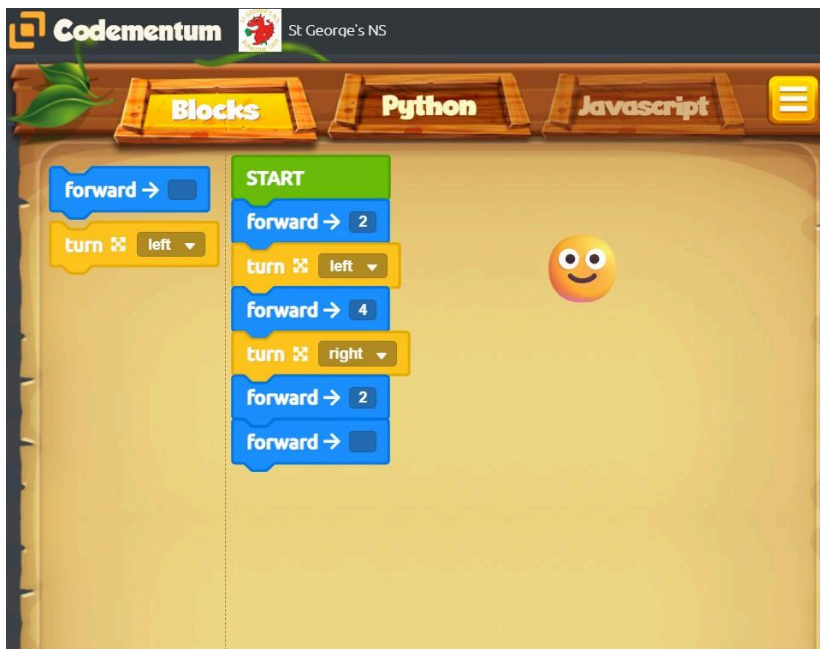 Codementum
St George's NS
Blocks
Python
Javascript
forward →
turn left
START
forward → 2
turn left
forward → 4
turn right
forward → 2
forward →